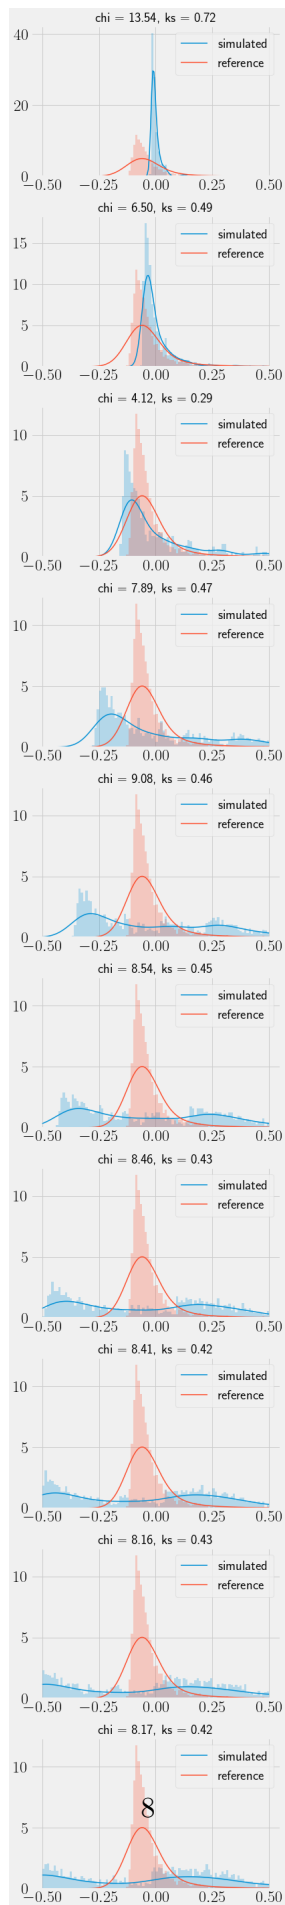 chi = 13.54, ks = 0.72
40
simulated
reference
20
0
−0.50 −0.25 0.00 0.25 0.50
chi = 6.50, ks = 0.49
simulated
15
reference
10
5
0
−0.50 −0.25 0.00 0.25 0.50
chi = 4.12, ks = 0.29
simulated
10
reference
5
0
−0.50 −0.25 0.00 0.25 0.50
chi = 7.89, ks = 0.47
simulated
10
reference
5
0
−0.50 −0.25 0.00 0.25 0.50
chi = 9.08, ks = 0.46
simulated
10
reference
5
0
−0.50 −0.25 0.00 0.25 0.50
chi = 8.54, ks = 0.45
simulated
10
reference
5
0
−0.50 −0.25 0.00 0.25 0.50
chi = 8.46, ks = 0.43
simulated
10
reference
5
0
−0.50 −0.25 0.00 0.25 0.50
chi = 8.41, ks = 0.42
simulated
10
reference
5
0
−0.50 −0.25 0.00 0.25 0.50
chi = 8.16, ks = 0.43
simulated
10
reference
5
0
−0.50 −0.25 0.00 0.25 0.50
chi = 8.17, ks = 0.42
simulated
10
reference
8
5
0
−0.50 −0.25 0.00 0.25 0.50